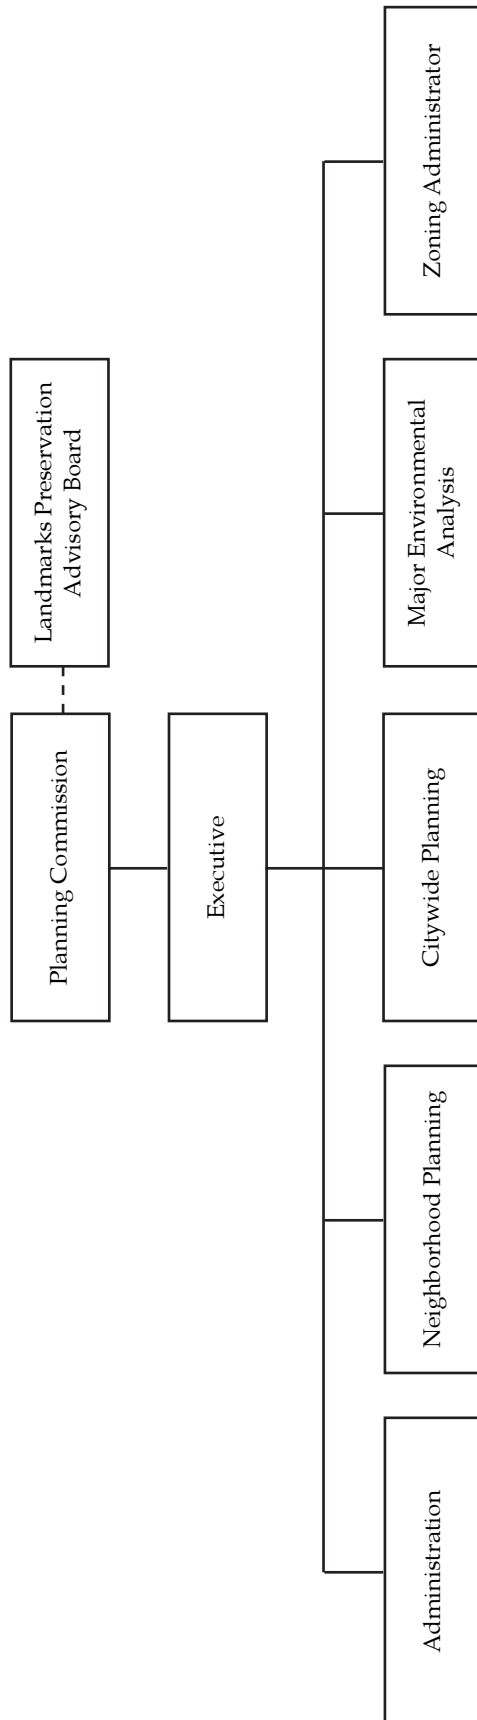 Planning Commission
Landmarks Preservation
Advisory Board
Executive
Administration
Neighborhood Planning
Citywide Planning
Major Environmental
Analysis
Zoning Administrator